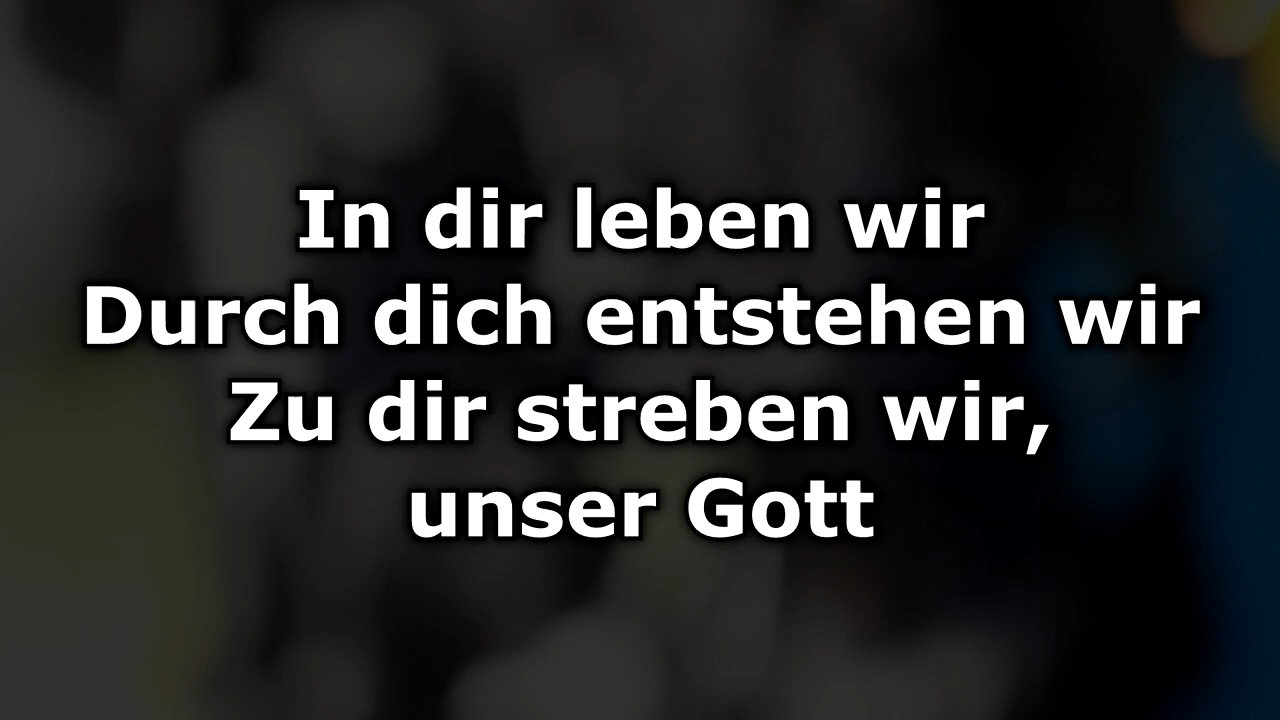 In dir leben wir
Durch dich entstehen wir
Zu dir streben wir,
unser Gott